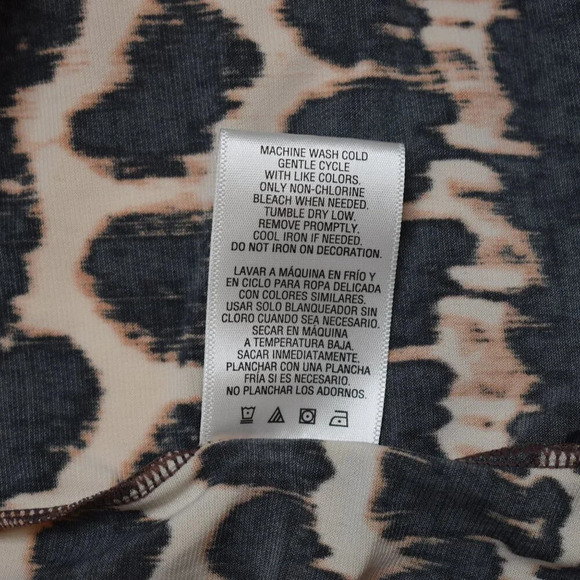 MACHINE WASH COLD
GENTLE CYCLE
WITH LIKE COLORS.
ONLY NON-CHLORINE
BLEACH WHEN NEEDED.
TUMBLE DRY LOW.
REMOVE PROMPTLY.
COOL IRON IF NEEDED.
DO NOT IRON ON DECORATION.
LAVAR A MÁQUINA EN FRÍO Y
EN CICLO PARA ROPA DELICADA
CON COLORES SIMILARES.
USAR SOLO BLANQUEADOR SIN
CLORO CUANDO SEA NECESARIO.
SECAR EN MÁQUINA
A TEMPERATURA BAJA.
SACAR INMEDIATAMENTE.
PLANCHAR CON UNA PLANCHA
FRÍA SI ES NECESARIO.
NO PLANCHAR LOS ADORNOS.